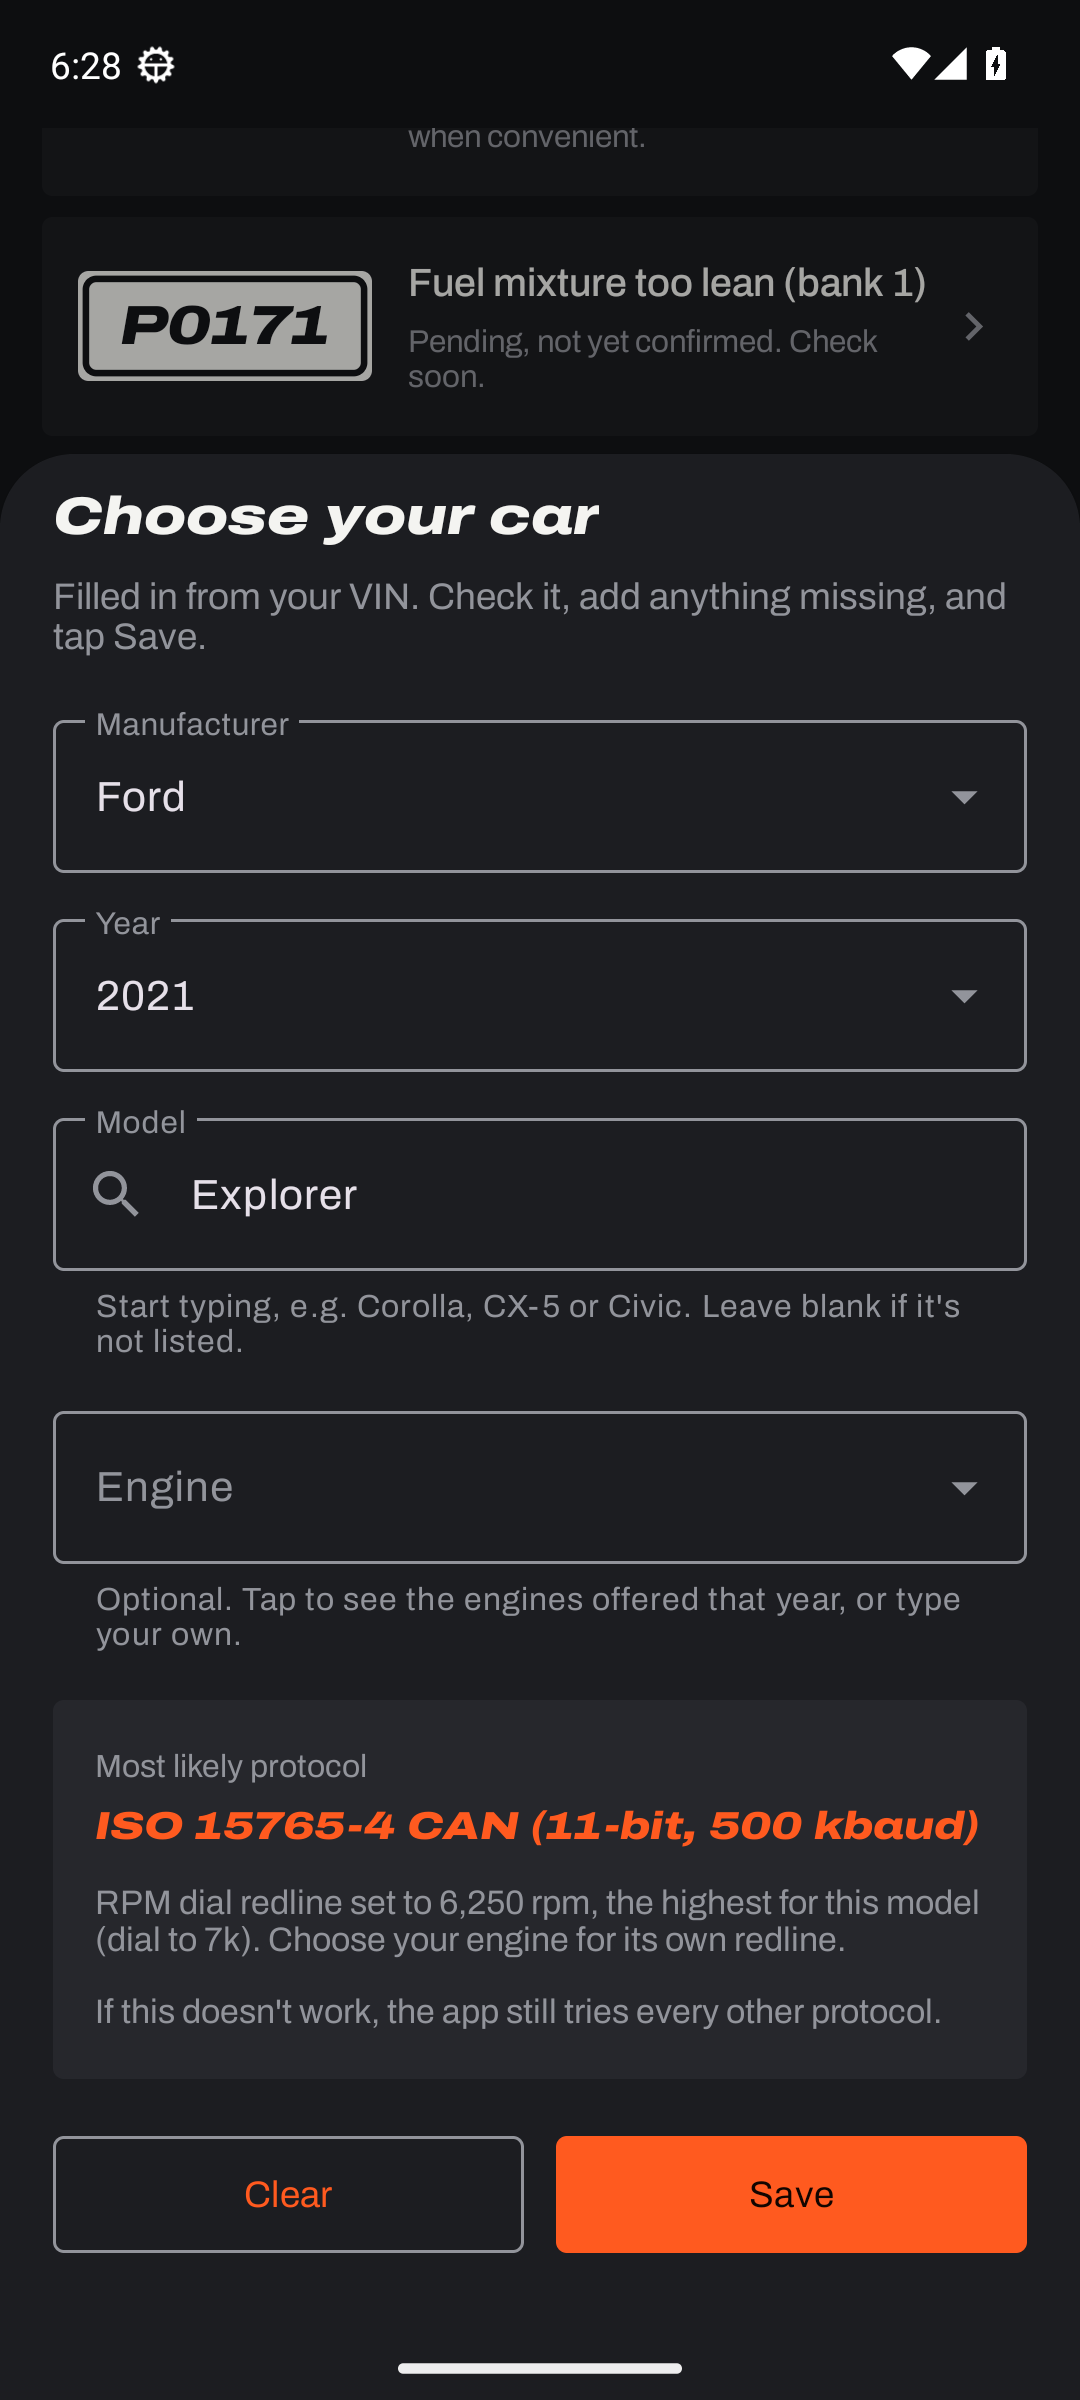 6:28
when convenient.
P0171
Fuel mixture too lean (bank 1)
Pending, not yet confirmed. Check
soon.
Choose your car
Filled in from your VIN. Check it, add anything missing, and
tap Save.
Manufacturer
Ford
Year
2021
Model
Explorer
Start typing, e.g. Corolla, CX-5 or Civic. Leave blank if it's
not listed.
Engine
Optional. Tap to see the engines offered that year, or type
your own.
Most likely protocol
ISO 15765-4 CAN (11-bit, 500 kbaud)
RPM dial redline set to 6,250 rpm, the highest for this model
(dial to 7k). Choose your engine for its own redline.
If this doesn't work, the app still tries every other protocol.
Clear
Save